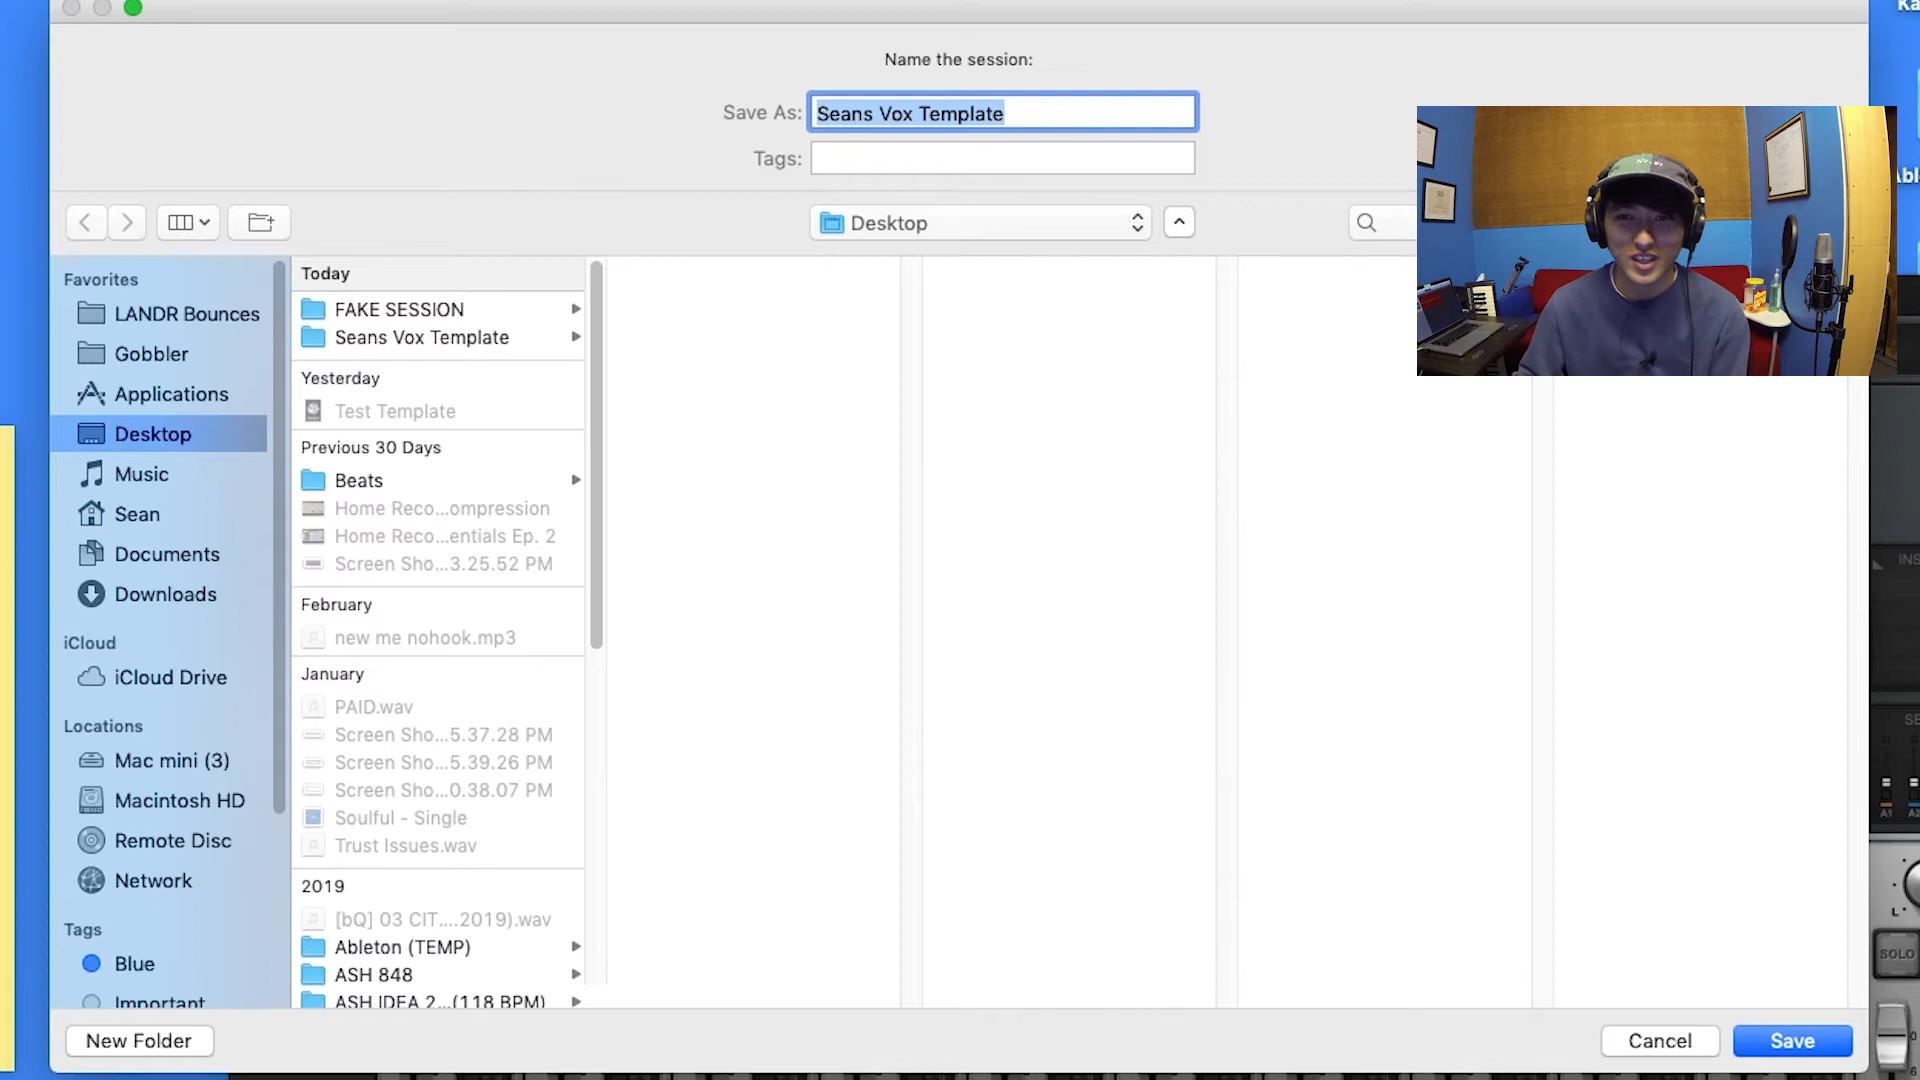 Name the session:
Save As: Seans Vox Template
Tags:
Desktop
Favorites
LANDR Bounces
Gobbler
Applications
Desktop
Music
Sean
Documents
Downloads
iCloud
iCloud Drive
Locations
Mac mini (3)
Macintosh HD
Remote Disc
Network
Tags
Blue
Important
Today
FAKE SESSION
Seans Vox Template
Yesterday
Test Template
Previous 30 Days
Beats
Home Reco...ompression
Home Reco...entials Ep. 2
Screen Sho...3.25.52 PM
February
new me nohook.mp3
January
PAID.wav
Screen Sho...5.37.28 PM
Screen Sho...5.39.26 PM
Screen Sho...0.38.07 PM
Soulful - Single
Trust Issues.wav
2019
[bQ] 03 CIT....2019).wav
Ableton (TEMP)
ASH 848
ASH IDEA 2...(118 BPM)
New Folder
Cancel
Save
Ka
Abl
INS
SE
A1
L
SOLO